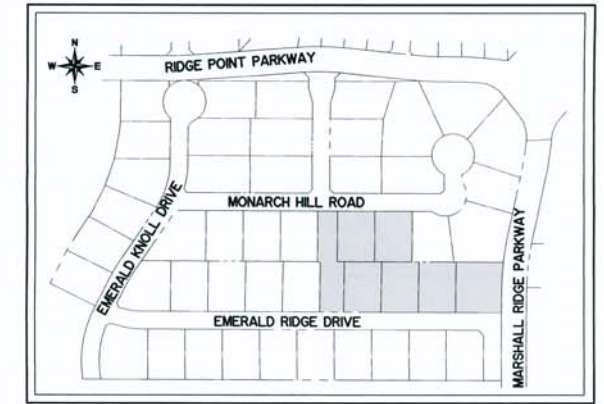 N
W E
S
RIDGE POINT PARKWAY
MONARCH HILL ROAD
EMERALD KNOLL DRIVE
EMERALD RIDGE DRIVE
MARSHALL RIDGE PARKWAY